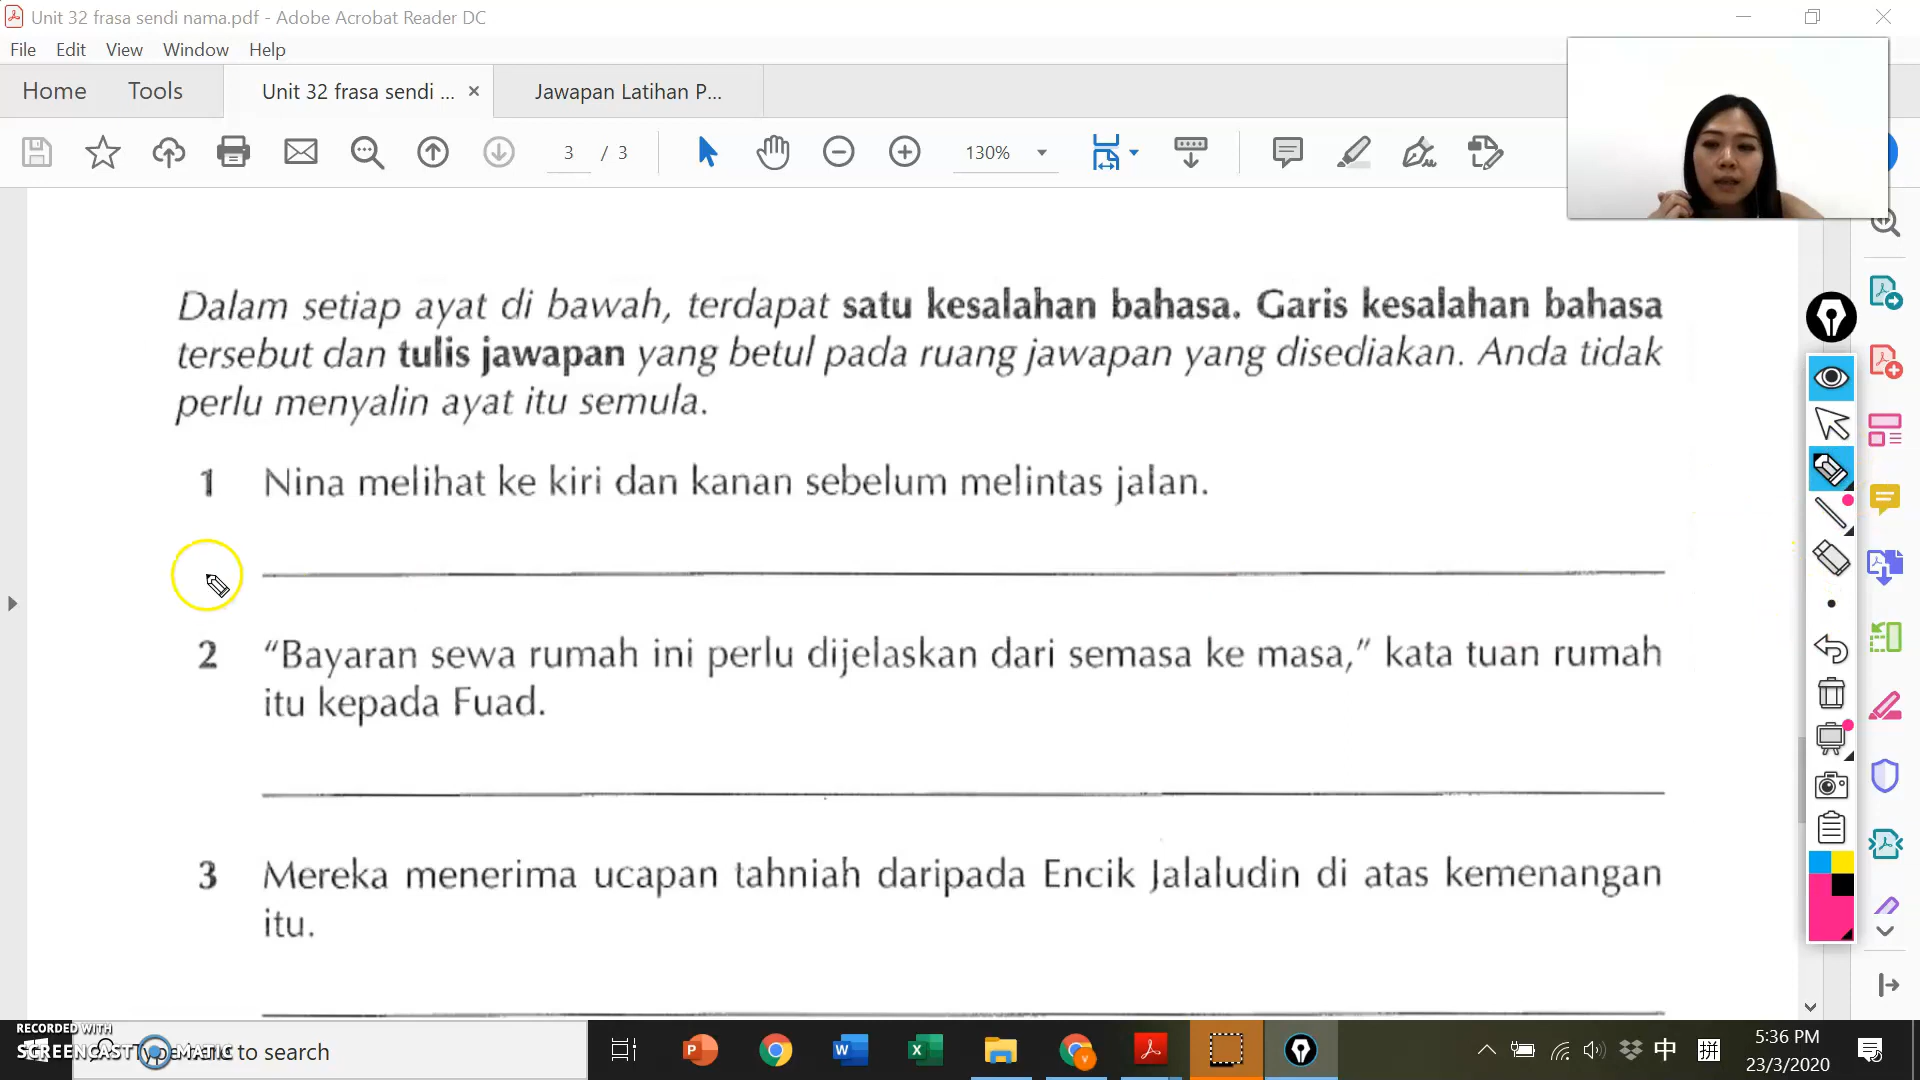 Unit 32 frasa sendi nama.pdf - Adobe Acrobat Reader DC
File Edit View Window Help
Home Tools Unit 32 frasa sendi ... × Jawapan Latihan P...
3 / 3 130%
Dalam setiap ayat di bawah, terdapat satu kesalahan bahasa. Garis kesalahan bahasa
tersebut dan tulis jawapan yang betul pada ruang jawapan yang disediakan. Anda tidak
perlu menyalin ayat itu semula.
1 Nina melihat ke kiri dan kanan sebelum melintas jalan.
2 “Bayaran sewa rumah ini perlu dijelaskan dari semasa ke masa,” kata tuan rumah
itu kepada Fuad.
3 Mereka menerima ucapan tahniah daripada Encik Jalaludin di atas kemenangan
itu.
RECORDED WITH
SCREENCAST MATIC
Type here to search
中 拼
5:36 PM
23/3/2020